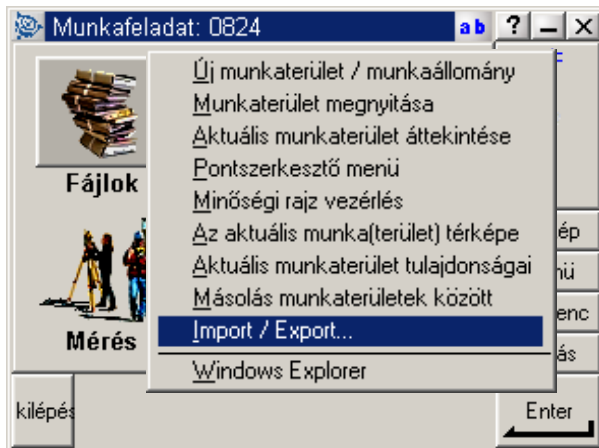 Munkafeladat: 0824
ab
?
Új munkaterület / munkaállomány
Munkaterület megnyitása
Aktuális munkaterület áttekintése
Pontszerkesztő menü
Minőségi rajz vezérlés
Az aktuális munka(terület) térképe
Aktuális munkaterület tulajdonságai
Másolás munkaterületek között
Import / Export...
Windows Explorer
Fájlok
Mérés
kilépés
Enter